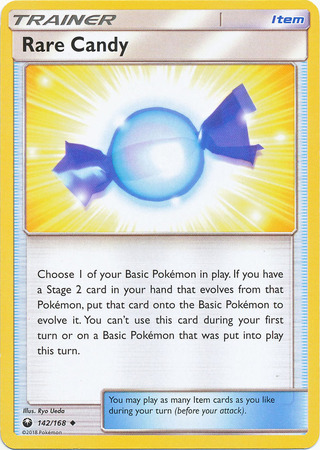 TRAINER Item
Rare Candy
Choose 1 of your Basic Pokémon in play. If you
have a Stage 2 card in your hand that evolves from that
Pokémon, put that card onto the Basic Pokémon to
evolve it. You can't use this card during your first
turn or on a Basic Pokémon that was put into play
this turn.
Illus. Ryo Ueda
142/168 ◆
©2018 Pokémon
You may play as many Item cards as you like
during your turn (before your attack).